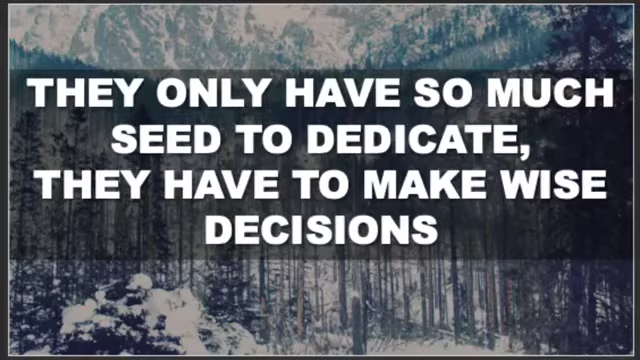 THEY ONLY HAVE SO MUCH
SEED TO DEDICATE,
THEY HAVE TO MAKE WISE
DECISIONS